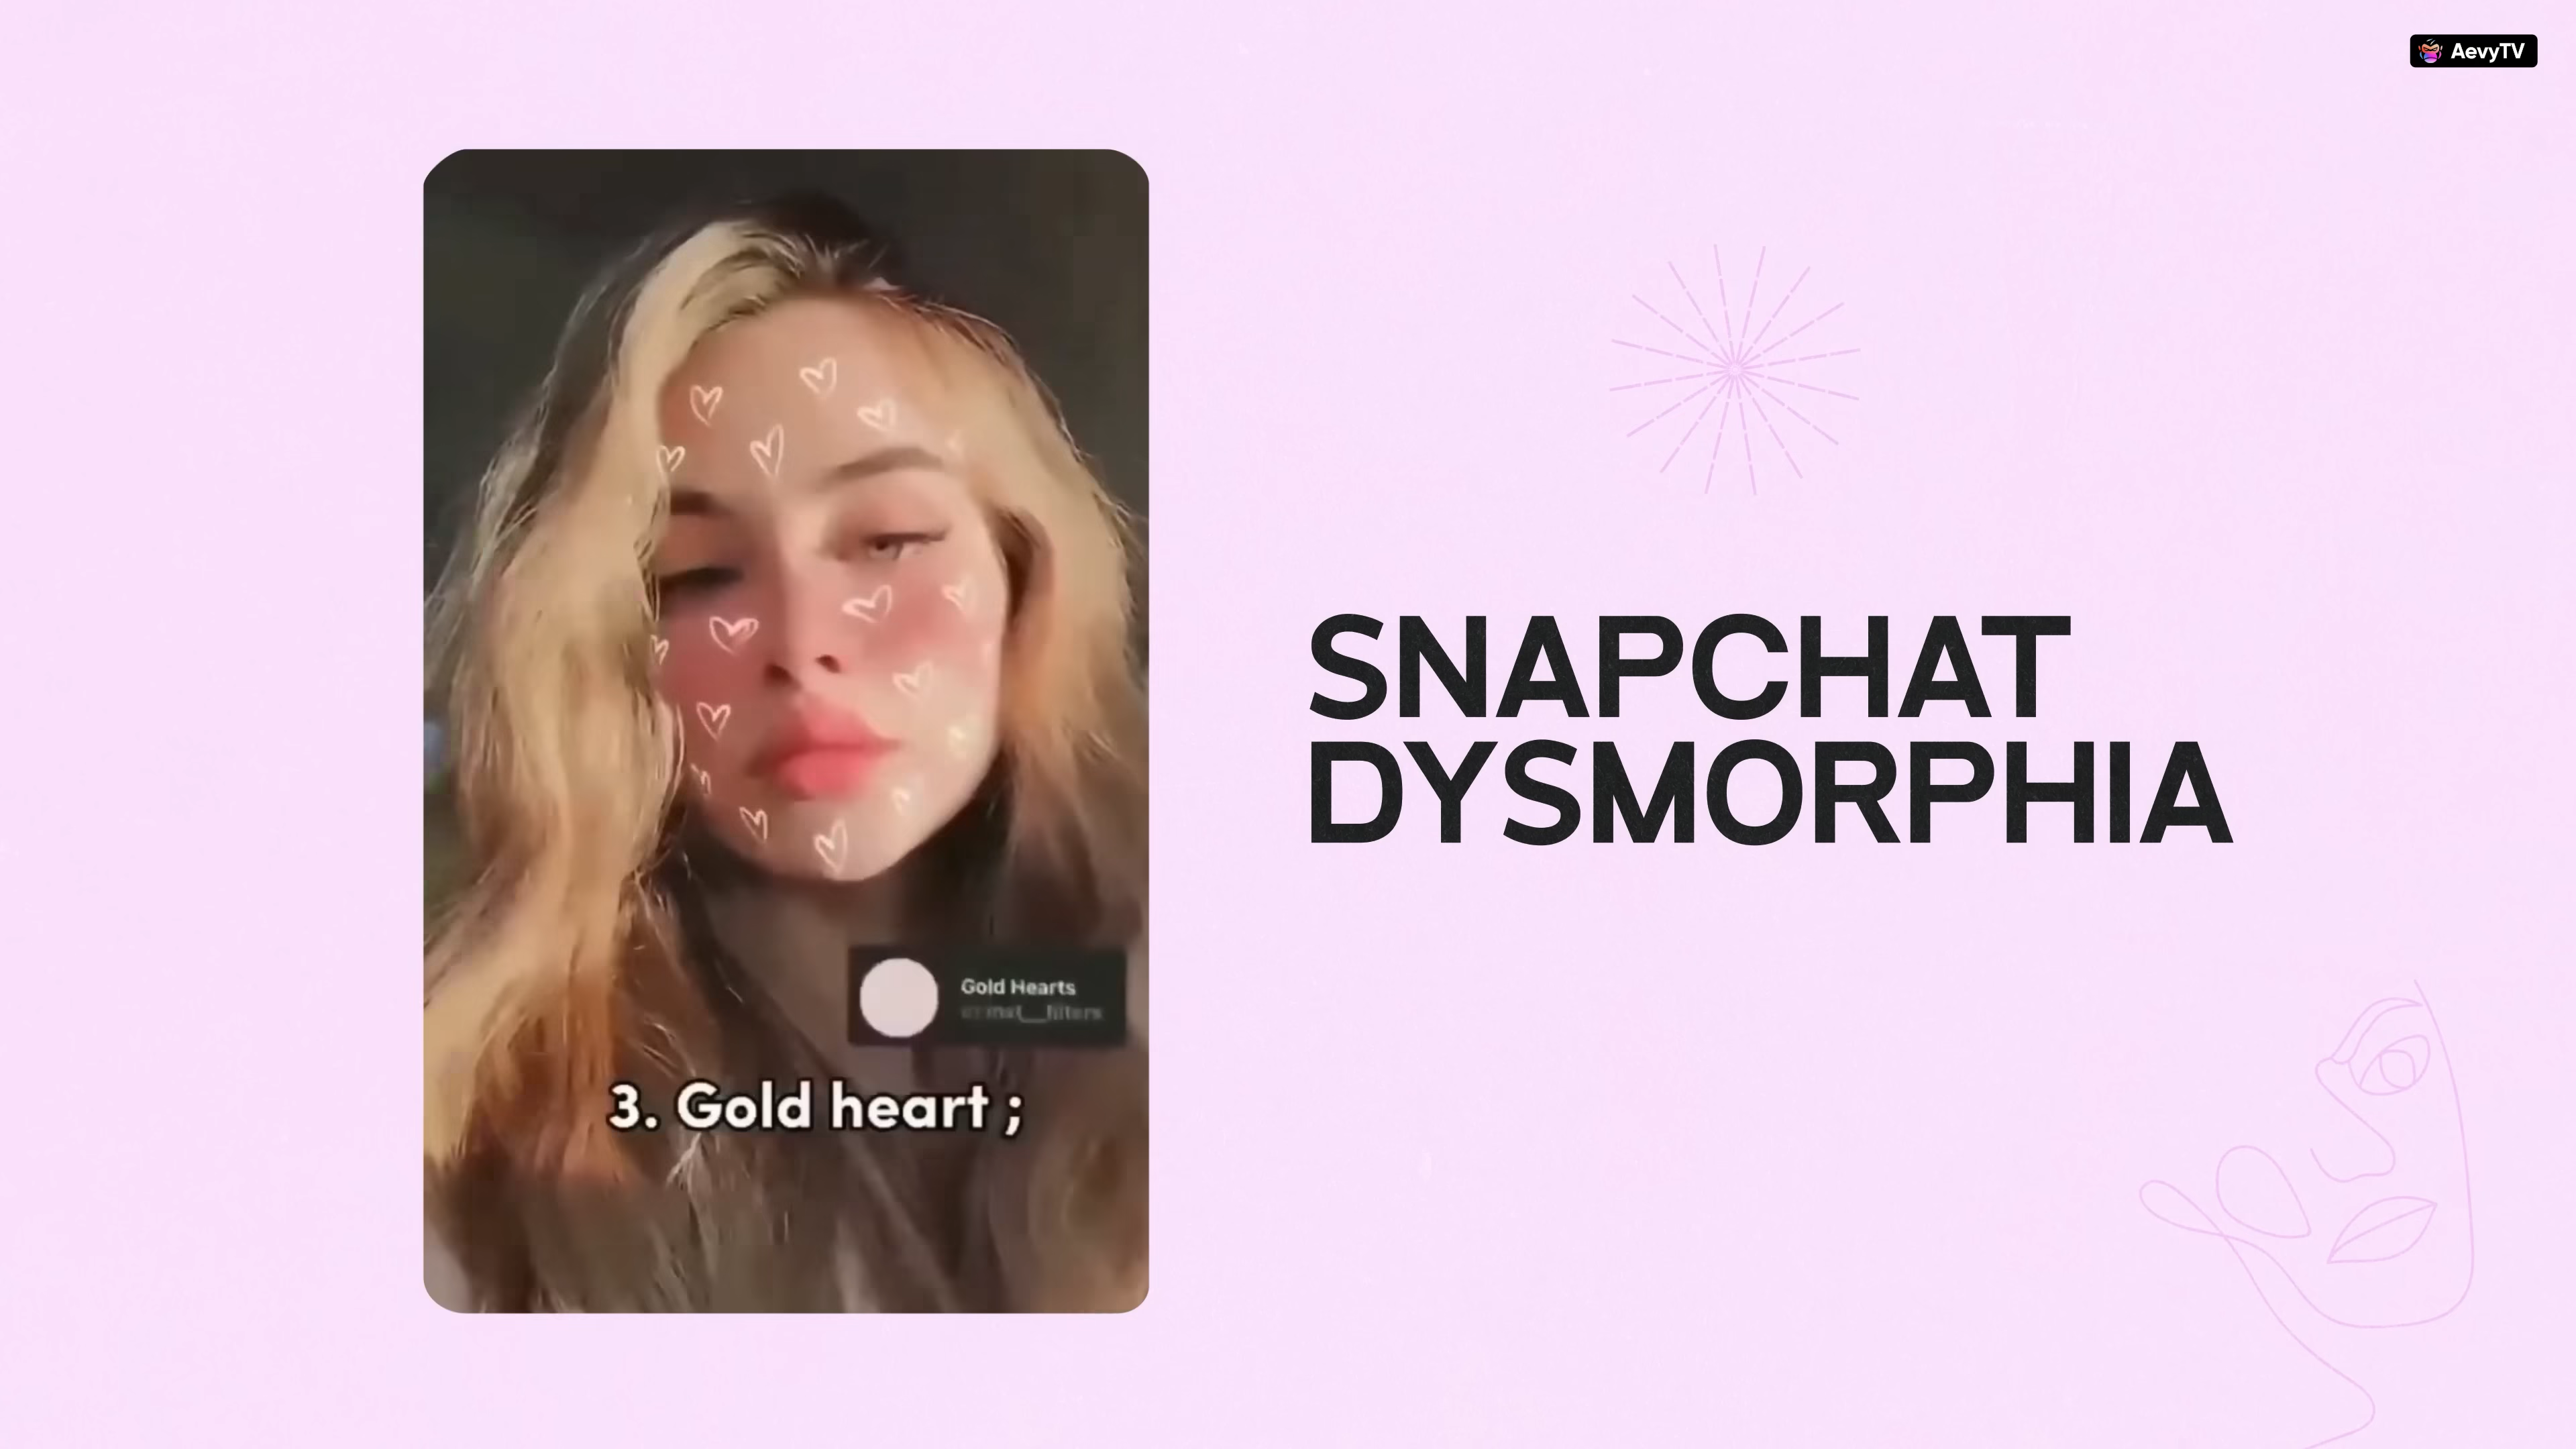 AevyTV
SNAPCHAT
DYSMORPHIA
Gold Hearts
3. Gold heart ;